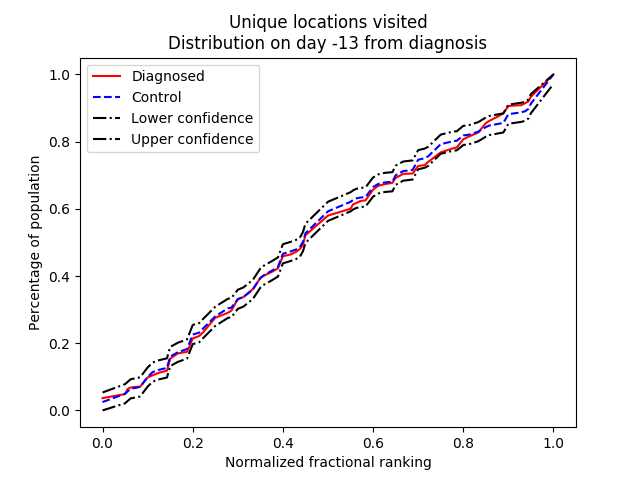 Unique locations visited
Distribution on day -13 from diagnosis
Diagnosed
Control
Lower confidence
Upper confidence
Percentage of population
1.0
0.8
0.6
0.4
0.2
0.0
0.0 0.2 0.4 0.6 0.8 1.0
Normalized fractional ranking